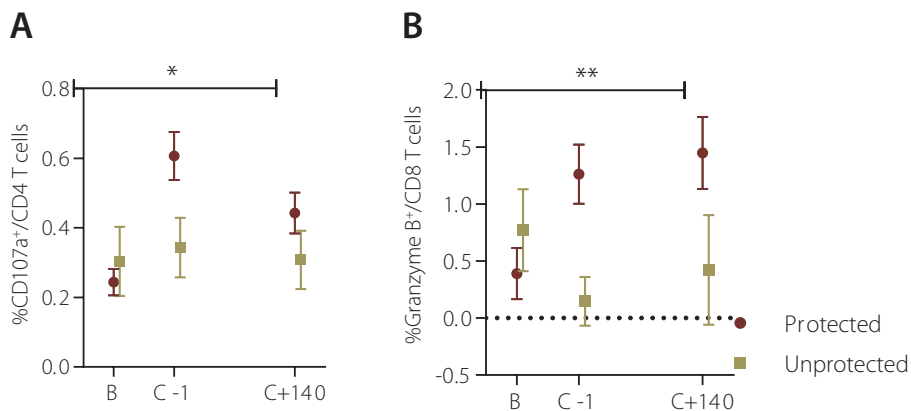 A
*
%CD107a⁺/CD4 T cells
0.8
0.6
0.4
0.2
0.0
B
C -1
C+140
B
**
%Granzyme B⁺/CD8 T cells
2.0
1.5
1.0
0.5
0.0
-0.5
B
C -1
C+140
Protected
Unprotected